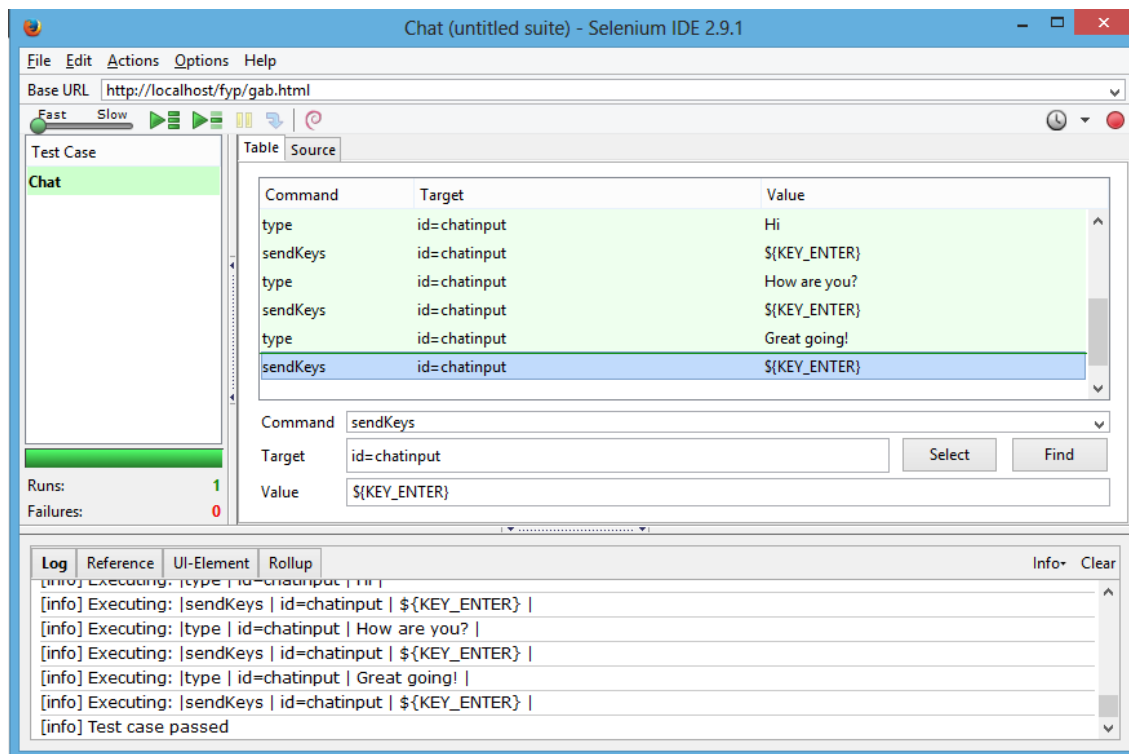 Chat (untitled suite) - Selenium IDE 2.9.1
File Edit Actions Options Help
Base URL http://localhost/fyp/gab.html
Fast Slow
Test Case
Chat
Runs: 1
Failures: 0
Table Source
Command Target Value
type id=chatinput Hi
sendKeys id=chatinput ${KEY_ENTER}
type id=chatinput How are you?
sendKeys id=chatinput ${KEY_ENTER}
type id=chatinput Great going!
sendKeys id=chatinput ${KEY_ENTER}
Command sendKeys
Target id=chatinput Select Find
Value ${KEY_ENTER}
Log Reference UI-Element Rollup Info Clear
[info] Executing: |type | id=chatinput | Hi |
[info] Executing: |sendKeys | id=chatinput | ${KEY_ENTER} |
[info] Executing: |type | id=chatinput | How are you? |
[info] Executing: |sendKeys | id=chatinput | ${KEY_ENTER} |
[info] Executing: |type | id=chatinput | Great going! |
[info] Executing: |sendKeys | id=chatinput | ${KEY_ENTER} |
[info] Test case passed